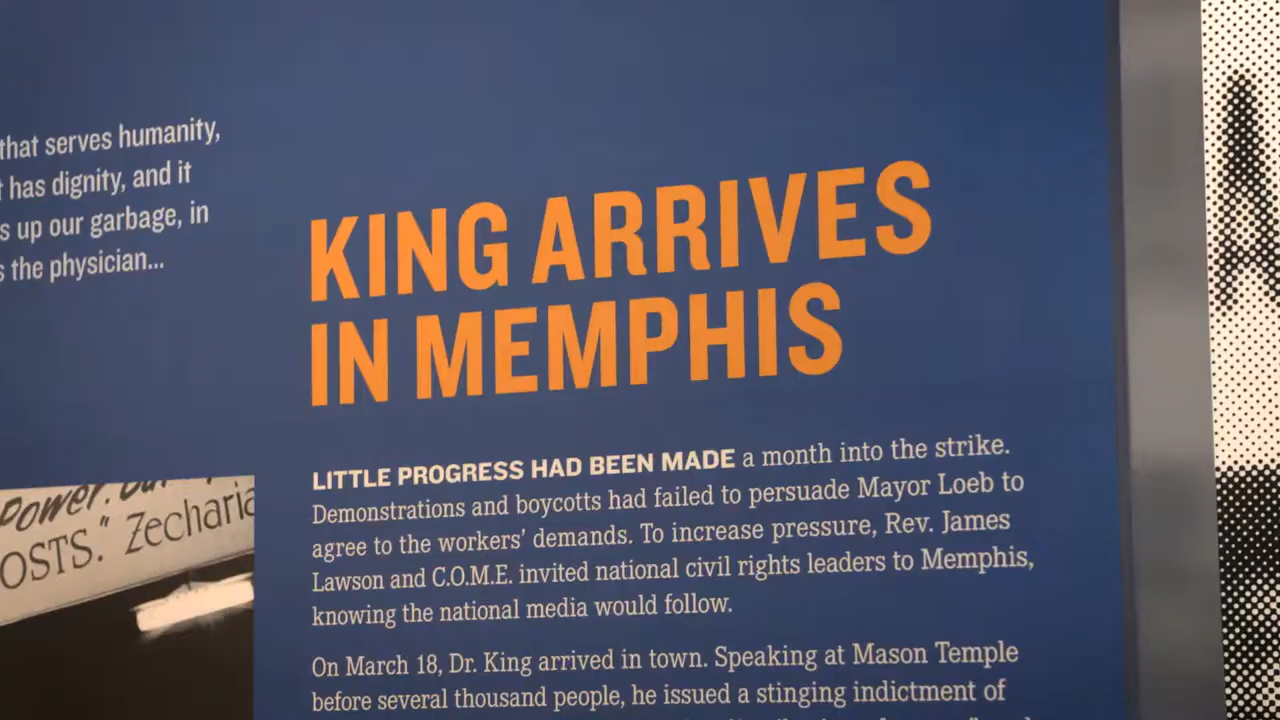 that serves humanity,
has dignity, and it
up our garbage, in
the physician...
KING ARRIVES
IN MEMPHIS
LITTLE PROGRESS HAD BEEN MADE a month into the strike.
Demonstrations and boycotts had failed to persuade Mayor Loeb to
agree to the workers' demands. To increase pressure, Rev. James
Lawson and C.O.M.E. invited national civil rights leaders to Memphis,
knowing the national media would follow.
On March 18, Dr. King arrived in town. Speaking at Mason Temple
before several thousand people, he issued a stinging indictment of
Power.
OSTS." Zecharia